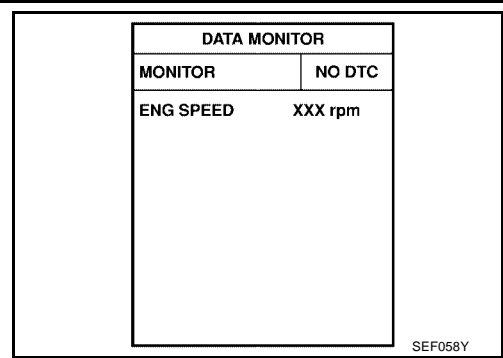 DATA MONITOR
MONITOR NO DTC
ENG SPEED XXX rpm
SEF058Y